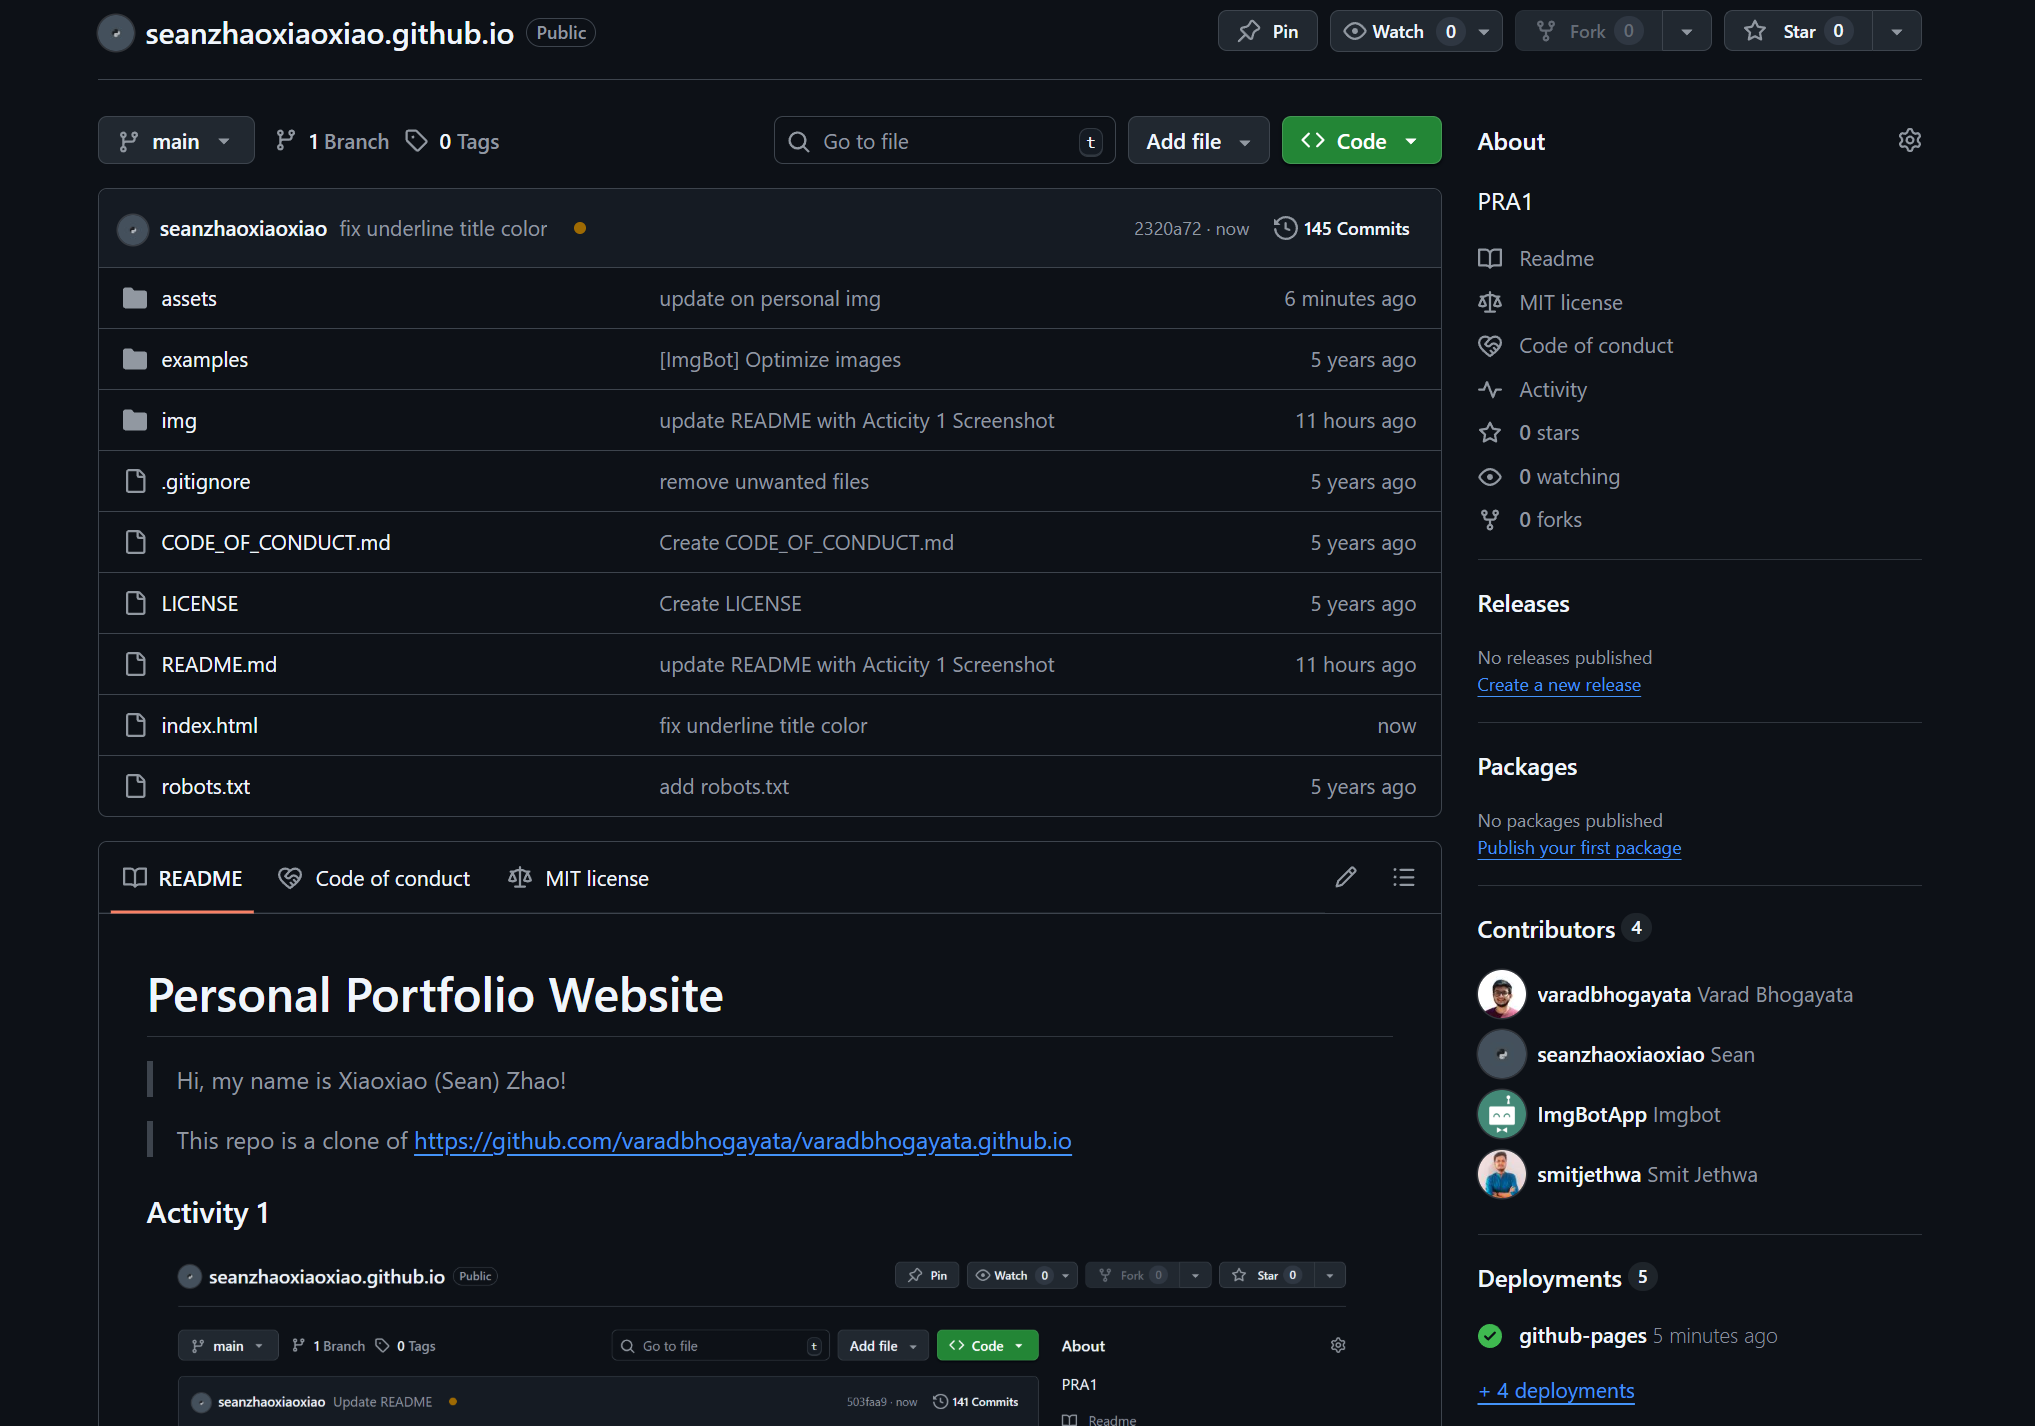 seanzhaoxiaoxiao.github.io Public Pin Watch 0 Fork 0 Star 0
main 1 Branch 0 Tags Go to file t Add file Code
seanzhaoxiaoxiao fix underline title color 2320a72 · now 145 Commits
assets update on personal img 6 minutes ago
examples [ImgBot] Optimize images 5 years ago
img update README with Acticity 1 Screenshot 11 hours ago
.gitignore remove unwanted files 5 years ago
CODE_OF_CONDUCT.md Create CODE_OF_CONDUCT.md 5 years ago
LICENSE Create LICENSE 5 years ago
README.md update README with Acticity 1 Screenshot 11 hours ago
index.html fix underline title color now
robots.txt add robots.txt 5 years ago
README Code of conduct MIT license
Personal Portfolio Website
Hi, my name is Xiaoxiao (Sean) Zhao!
This repo is a clone of https://github.com/varadbhogayata/varadbhogayata.github.io
Activity 1
seanzhaoxiaoxiao.github.io Public Pin Watch 0 Fork 0 Star 0
main 1 Branch 0 Tags Go to file t Add file Code About
PRA1
seanzhaoxiaoxiao Update README 503faa9 · now 141 Commits
Readme
About
PRA1
Readme
MIT license
Code of conduct
Activity
0 stars
0 watching
0 forks
Releases
No releases published
Create a new release
Packages
No packages published
Publish your first package
Contributors 4
varadbhogayata Varad Bhogayata
seanzhaoxiaoxiao Sean
ImgBotApp Imgbot
smitjethwa Smit Jethwa
Deployments 5
github-pages 5 minutes ago
+ 4 deployments